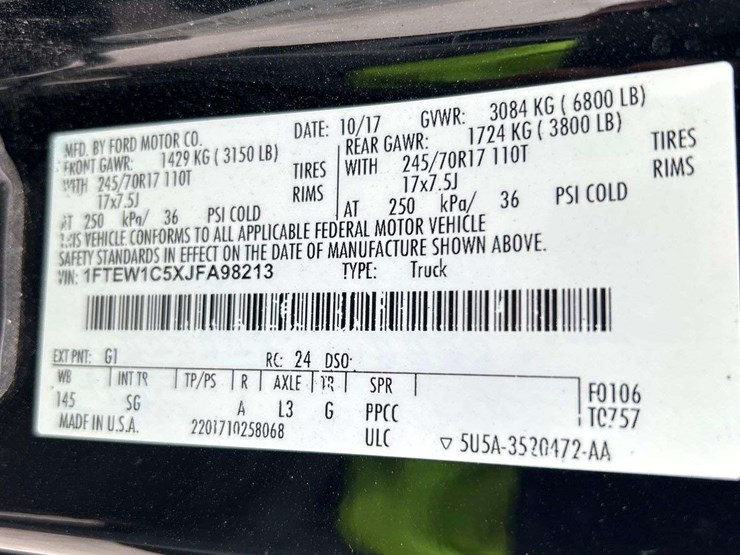 MFD. BY FORD MOTOR CO. DATE: 10/17 GVWR: 3084 KG ( 6800 LB)
FRONT GAWR: 1429 KG ( 3150 LB) REAR GAWR: 1724 KG ( 3800 LB)
WITH 245/70R17 110T TIRES WITH 245/70R17 110T TIRES
17x7.5J RIMS 17x7.5J RIMS
AT 250 kPa/ 36 PSI COLD AT 250 kPa/ 36 PSI COLD
THIS VEHICLE CONFORMS TO ALL APPLICABLE FEDERAL MOTOR VEHICLE
SAFETY STANDARDS IN EFFECT ON THE DATE OF MANUFACTURE SHOWN ABOVE.
VIN: 1FTEW1C5XJFA98213 TYPE: Truck
EXT PNT: G1 RC: 24 DSO:
WB INT TR TP/PS R AXLE TR SPR F0106
145 SG A L3 G PPCC TC757
MADE IN U.S.A. 2201710258068 ULC 5U5A-3520472-AA